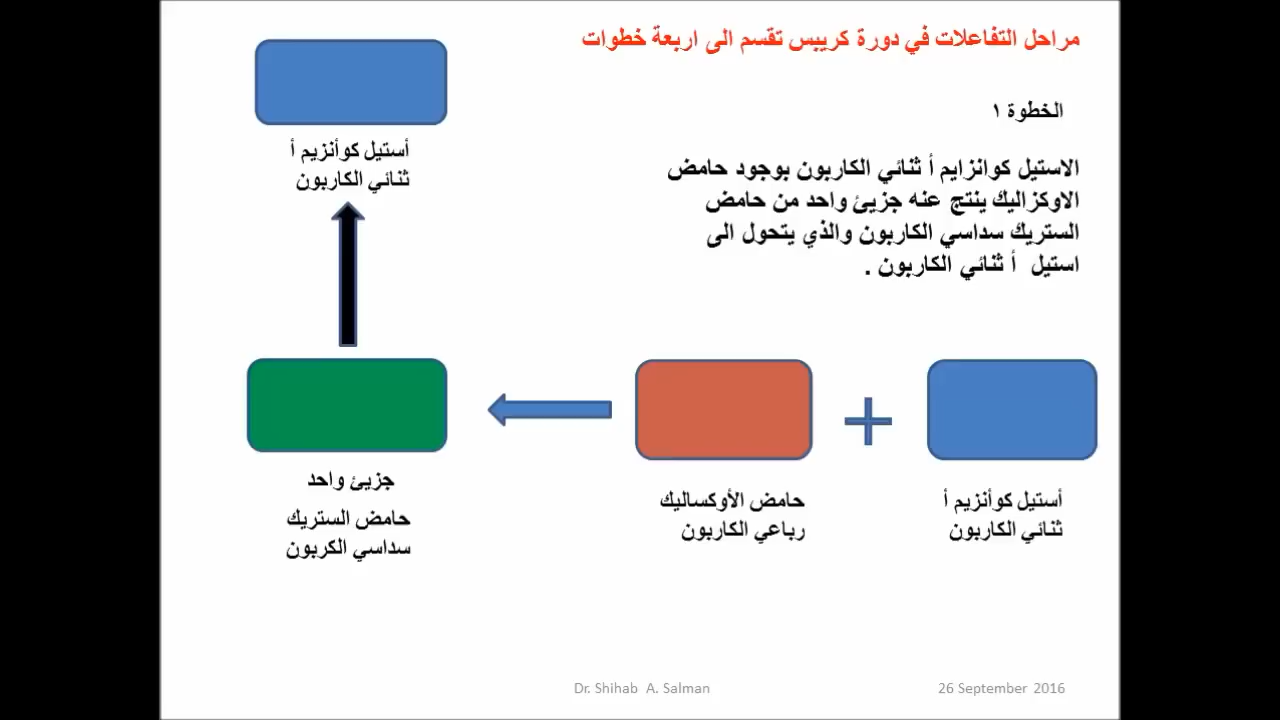 مراحل التفاعلات في دورة كريبس تقسم الى اربعة خطوات
الخطوة ١
الاستيل كوانزايم أ ثنائي الكاربون بوجود حامض
الاوكزاليك ينتج عنه جزيئ واحد من حامض
الستريك سداسي الكاربون والذي يتحول الى
استيل أ ثنائي الكاربون .
أستيل كوأنزيم أ
ثنائي الكاربون
أستيل كوأنزيم أ
ثنائي الكاربون
حامض الأوكساليك
رباعي الكاربون
جزيئ واحد
حامض الستريك
سداسي الكربون
Dr. Shihab A. Salman
26 September 2016